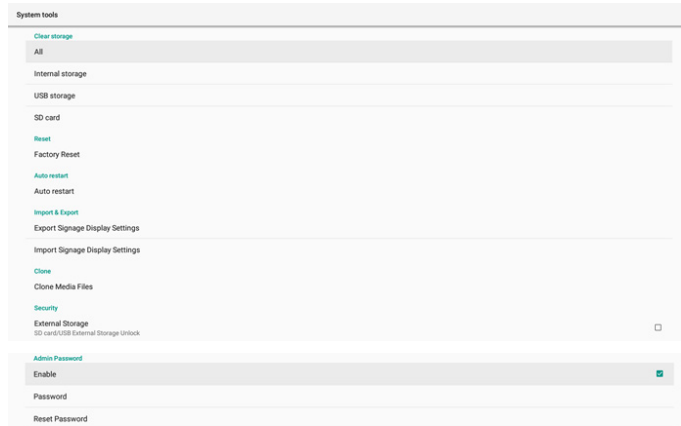 System tools
Clear storage
All
Internal storage
USB storage
SD card
Reset
Factory Reset
Auto restart
Auto restart
Import & Export
Export Signage Display Settings
Import Signage Display Settings
Clone
Clone Media Files
Security
External Storage
SD card/USB External Storage Unlock
Admin Password
Enable
Password
Reset Password